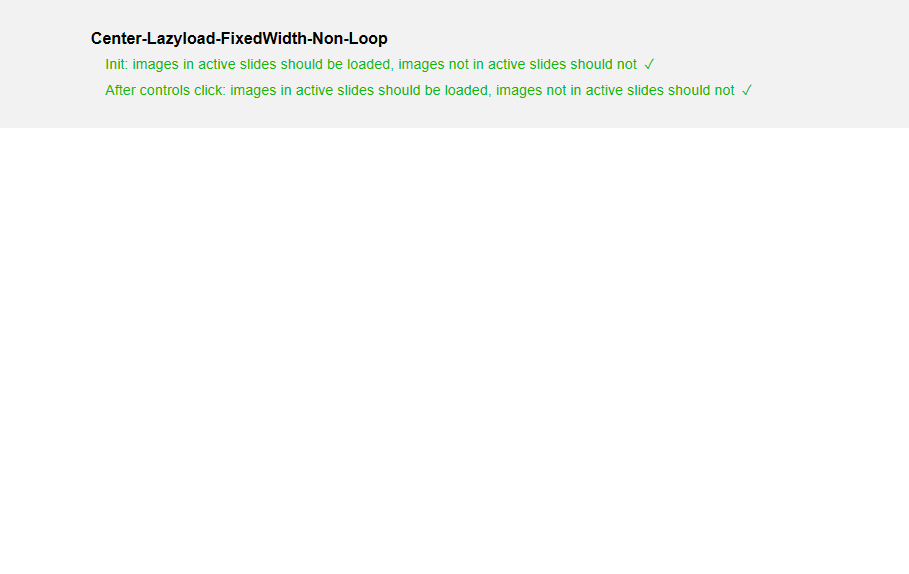 Center-Lazyload-FixedWidth-Non-Loop
Init: images in active slides should be loaded, images not in active slides should not ✓
After controls click: images in active slides should be loaded, images not in active slides should not ✓